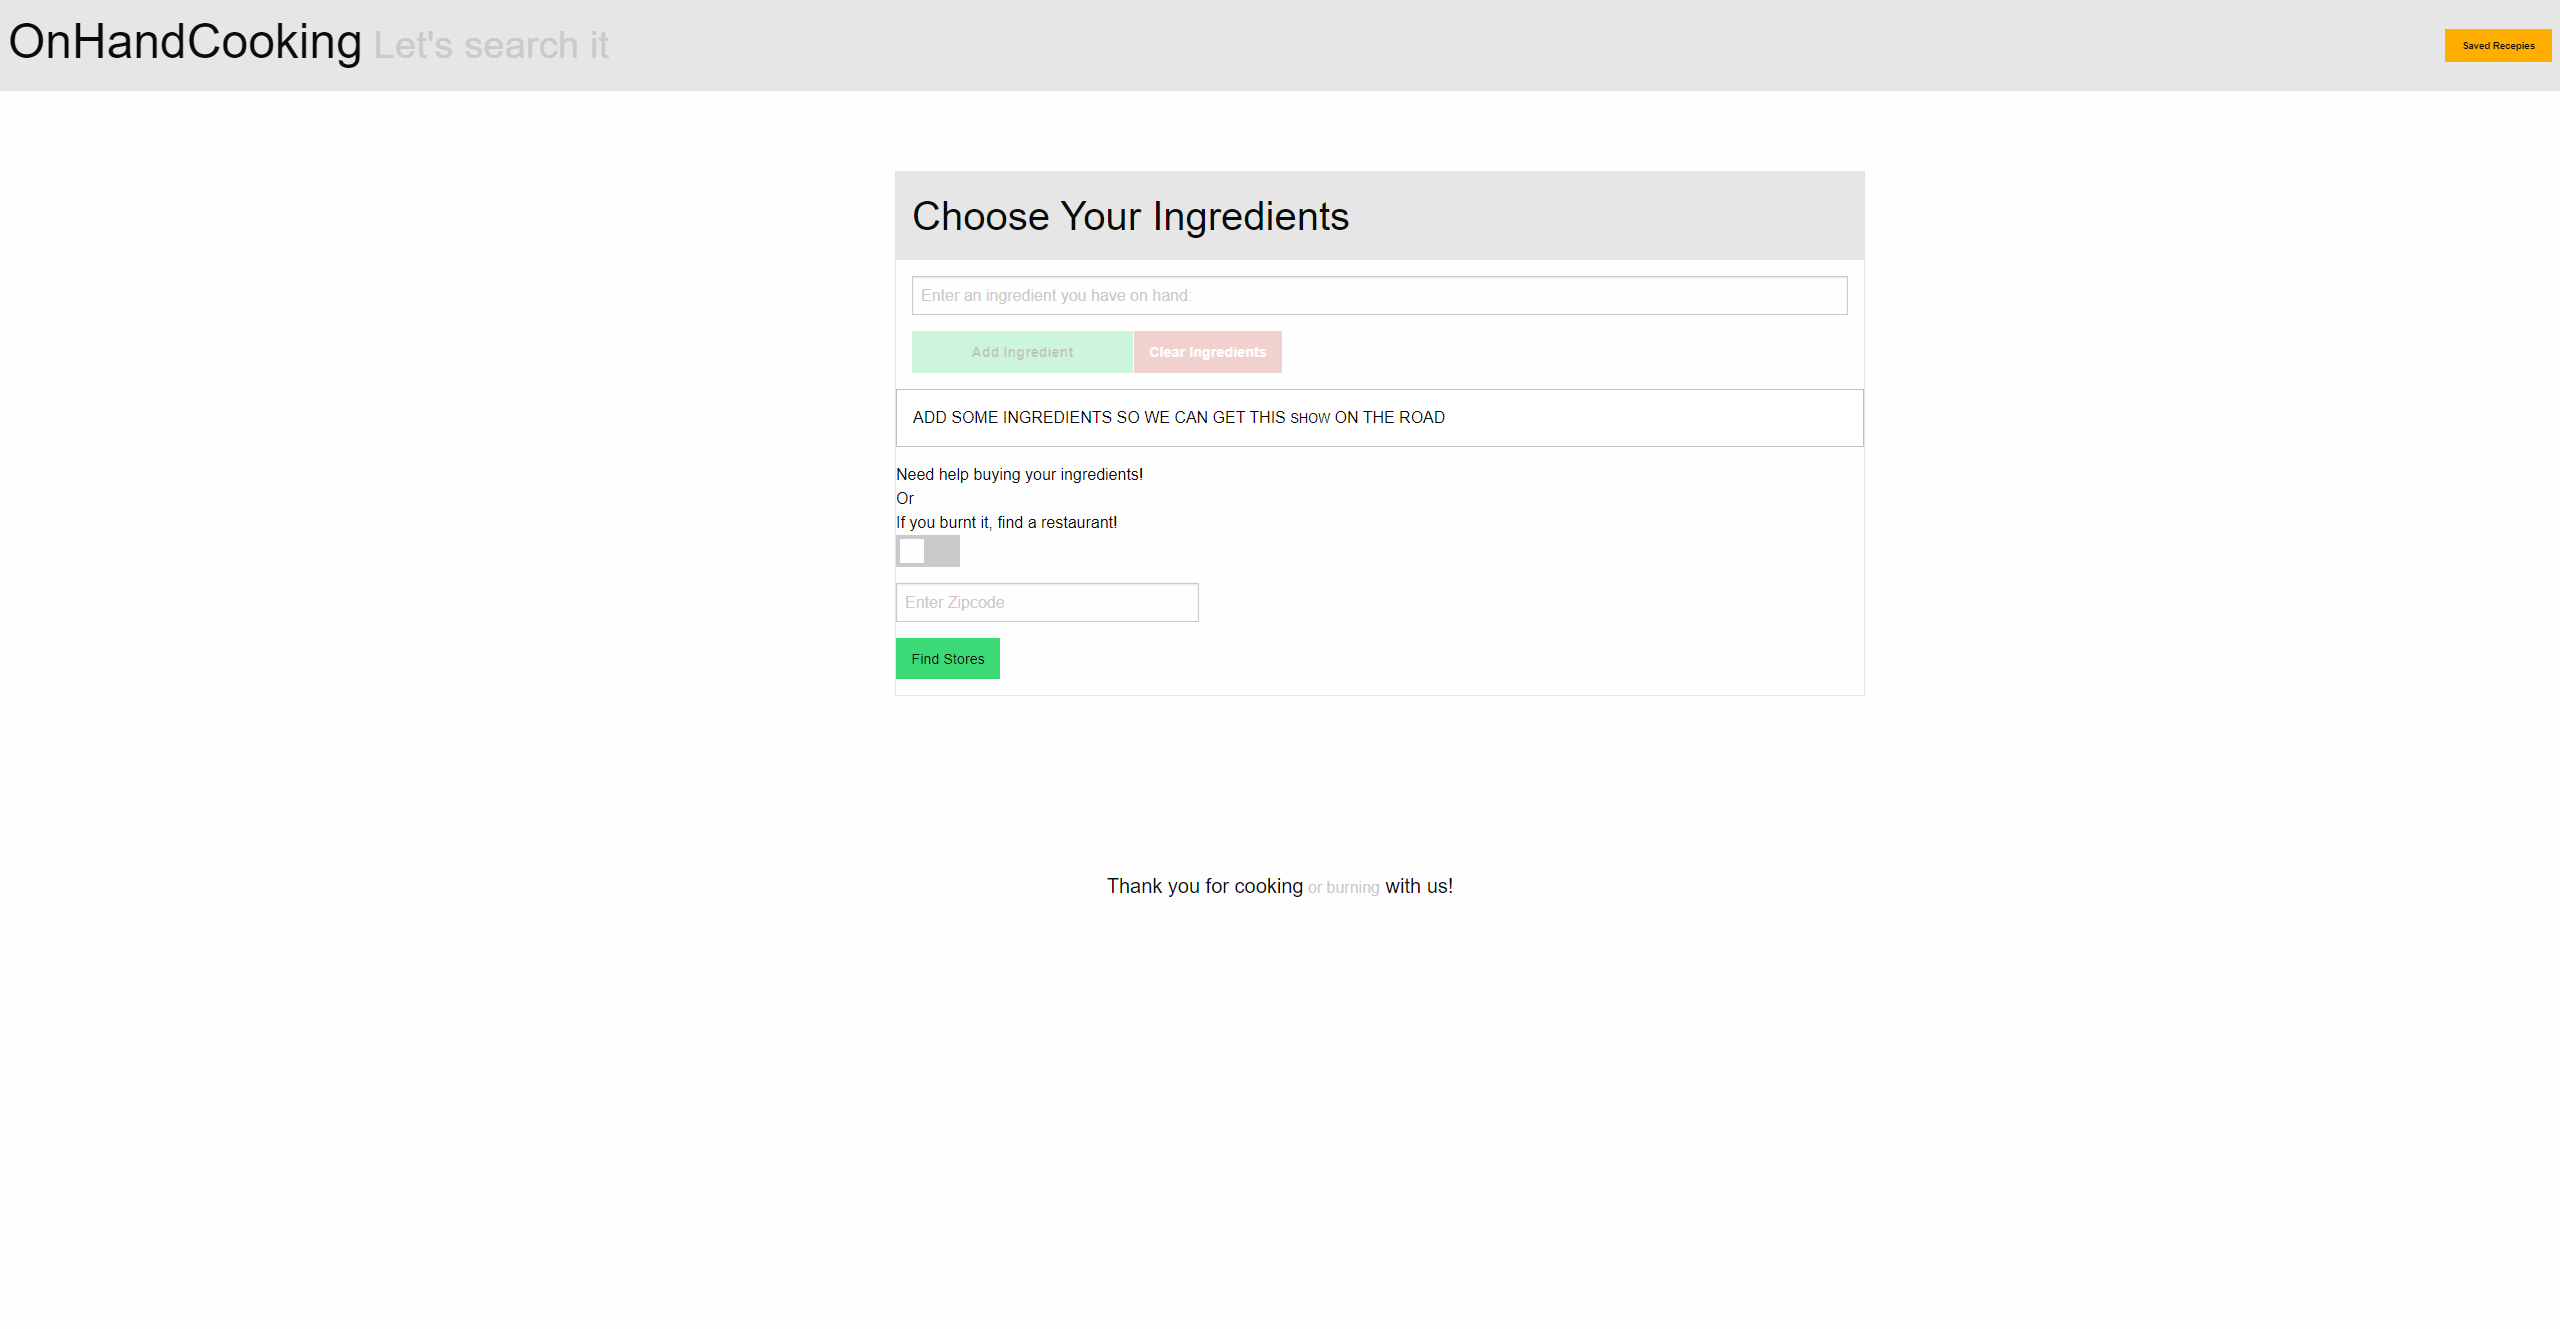 OnHandCooking Let's search it
Saved Recepies
Choose Your Ingredients
Enter an ingredient you have on hand:
Add Ingredient
Clear Ingredients
ADD SOME INGREDIENTS SO WE CAN GET THIS SHOW ON THE ROAD
Need help buying your ingredients!
Or
If you burnt it, find a restaurant!
Enter Zipcode
Find Stores
Thank you for cooking or burning with us!